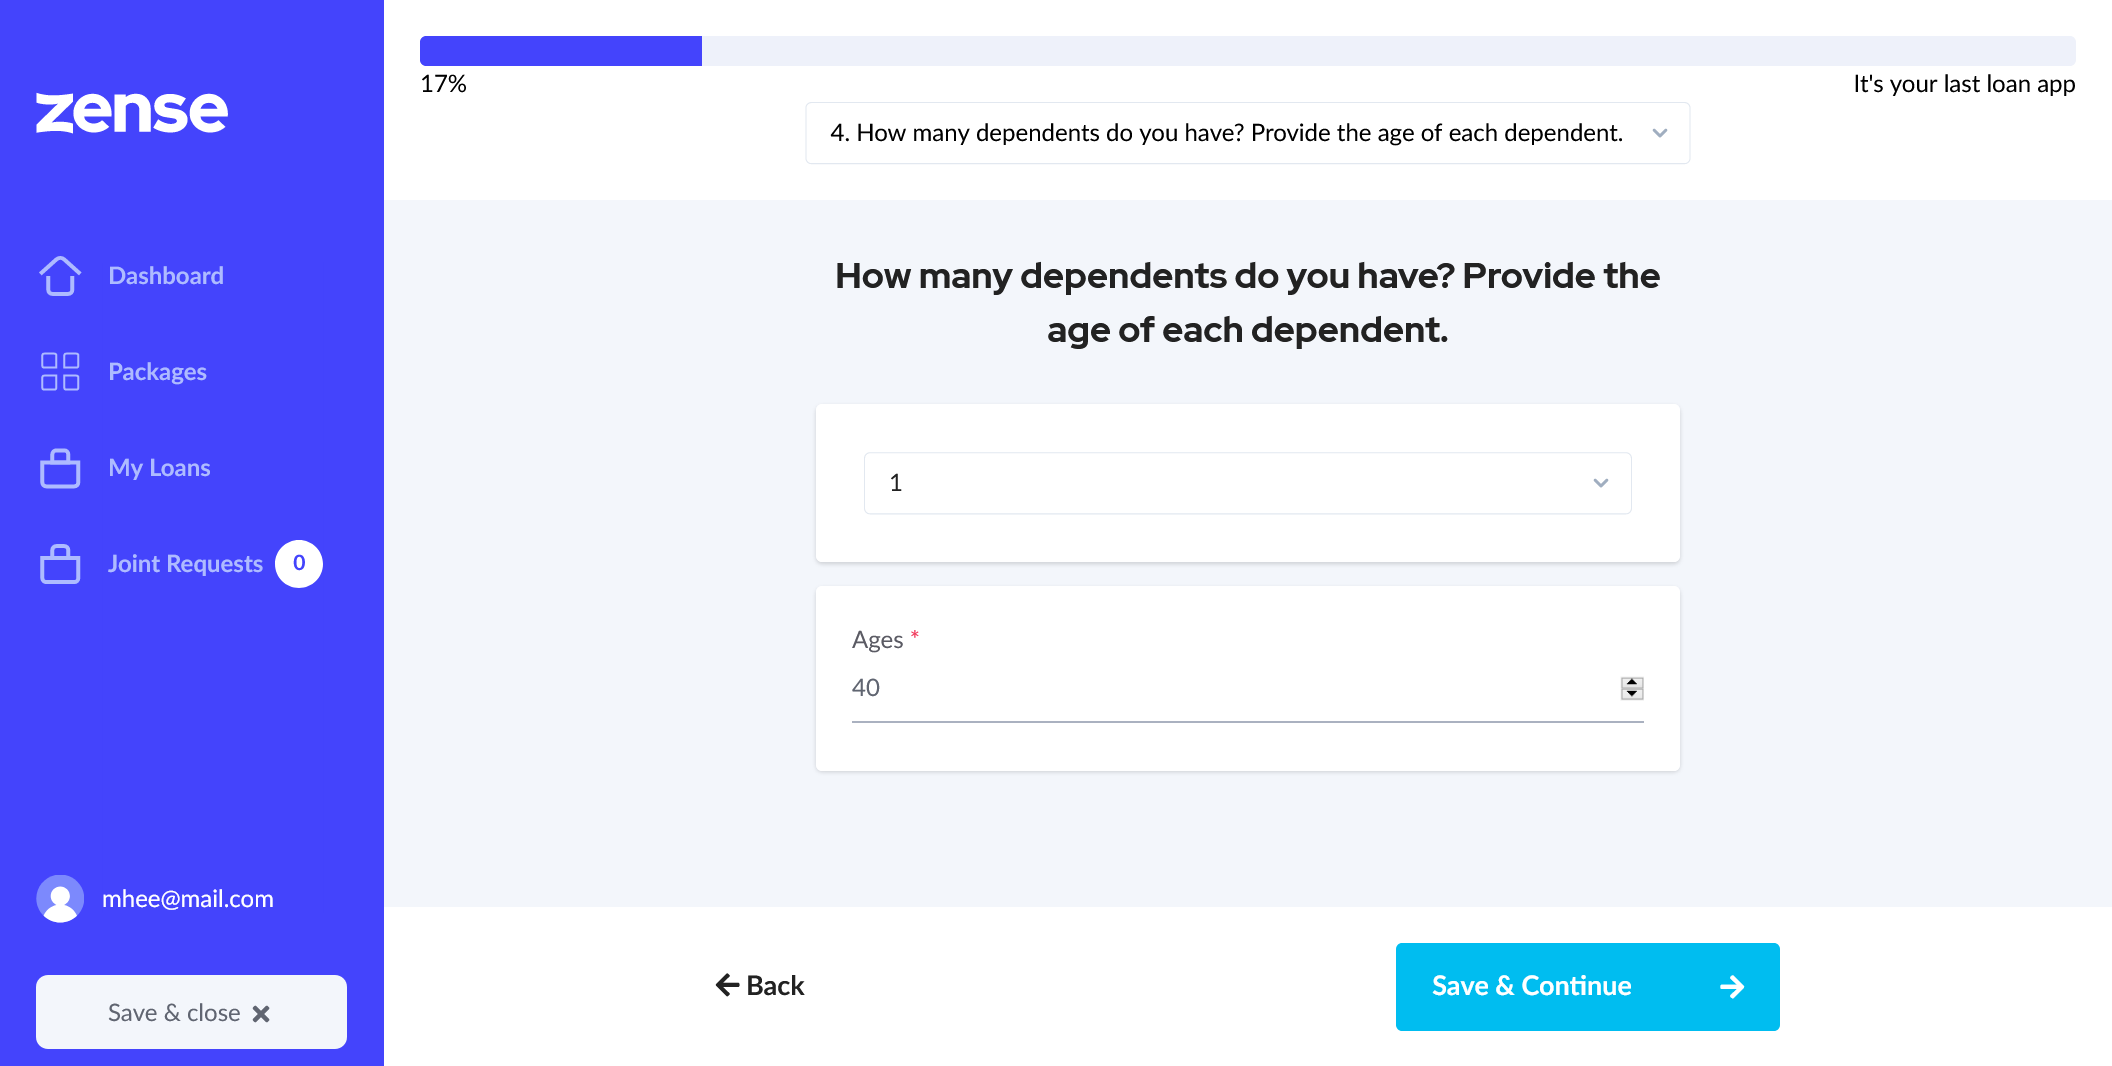 zense
Dashboard
Packages
My Loans
Joint Requests 0
mhee@mail.com
Save & close
17%
It's your last loan app
4. How many dependents do you have? Provide the age of each dependent.
How many dependents do you have? Provide the
age of each dependent.
1
Ages *
40
Back
Save & Continue